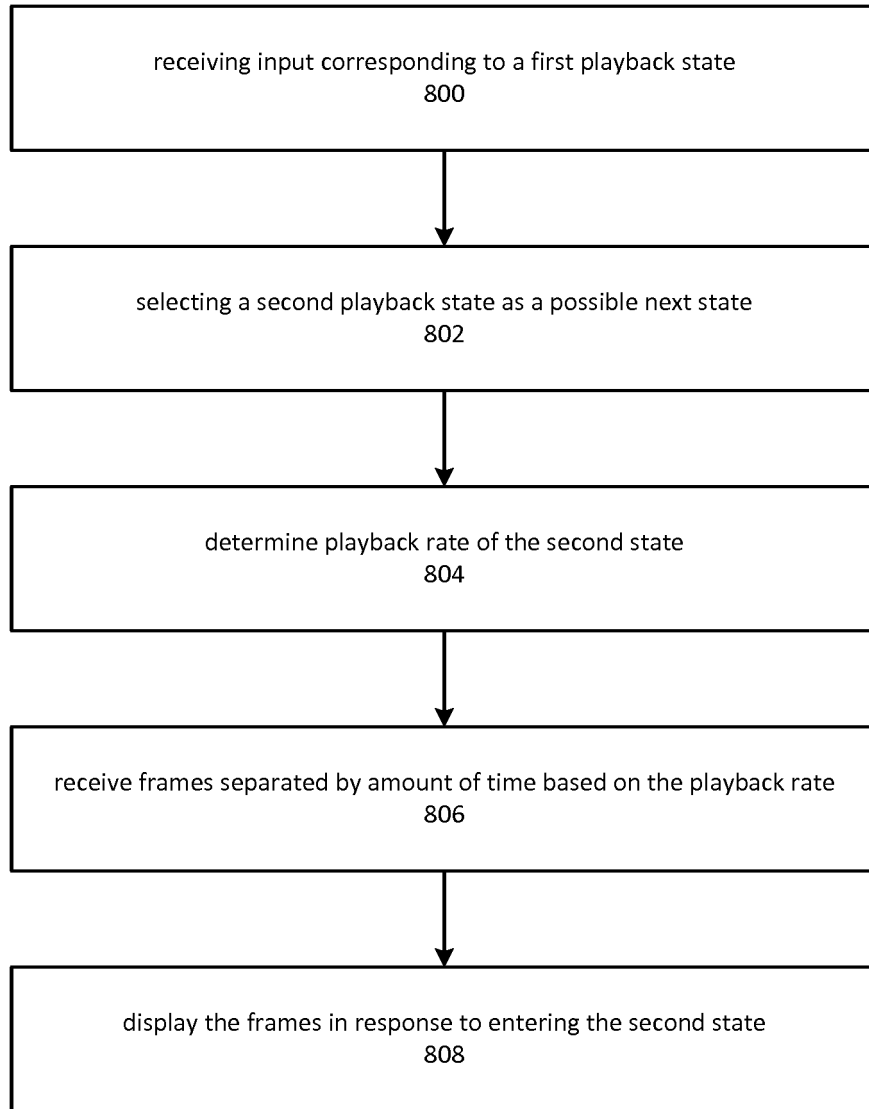 receiving input corresponding to a first playback state
800
selecting a second playback state as a possible next state
802
determine playback rate of the second state
804
receive frames separated by amount of time based on the playback rate
806
display the frames in response to entering the second state
808